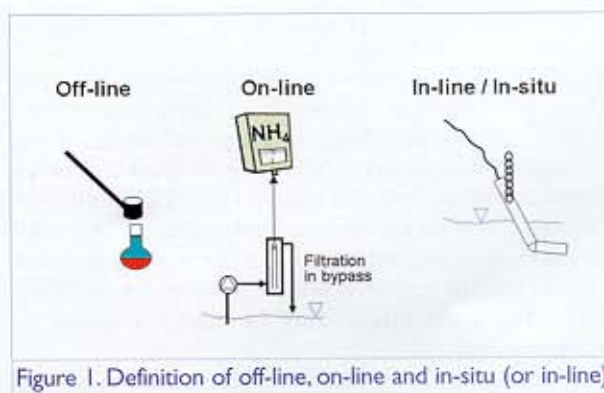 Off-line
On-line
In-line / In-situ
NH4
Filtration
in bypass
Figure 1. Definition of off-line, on-line and in-situ (or in-line)